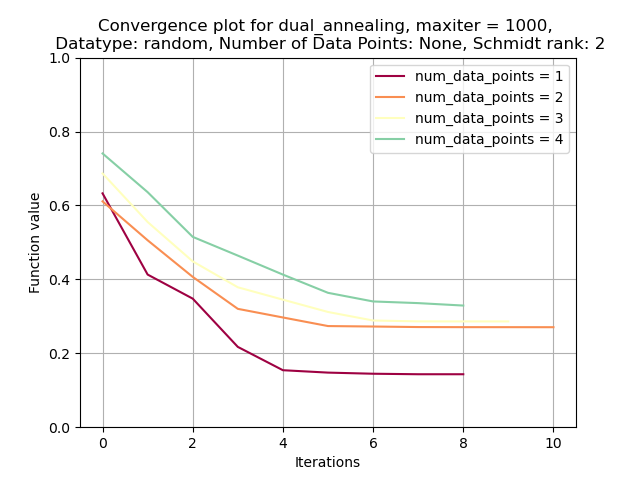 Convergence plot for dual_annealing, maxiter = 1000,
Datatype: random, Number of Data Points: None, Schmidt rank: 2
num_data_points = 1
num_data_points = 2
num_data_points = 3
num_data_points = 4
Function value
1.0
0.8
0.6
0.4
0.2
0.0
0 2 4 6 8 10
Iterations